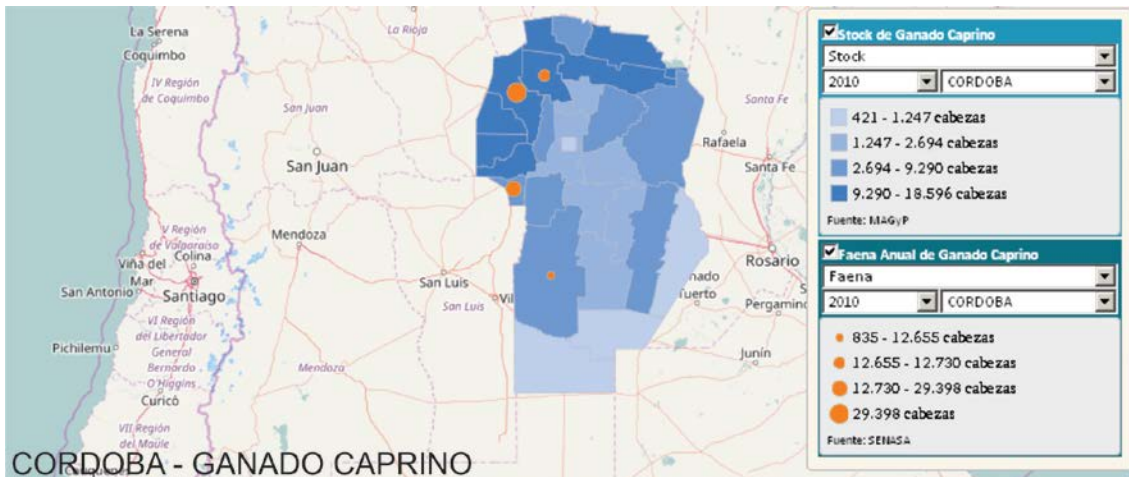 La Serena
Coquimbo
IV Región
de Coquimbo
La Rioja
San Juan
San Juan
Santa Fe
Rafaela
Santa Fe
V Región
de Valparaíso
Colina
Viña del
Mar
San Antonio
Santiago
Mendoza
San Luis
San Luis
Rosario
Pergamino
Junín
VI Región
del Libertador
General
Bernardo
O'Higgins
Pichilemu
Curicó
Mendoza
VII Región
del Maule
CORDOBA - GANADO CAPRINO
Stock de Ganado Caprino
Stock
2010 CORDOBA
421 - 1.247 cabezas
1.247 - 2.694 cabezas
2.694 - 9.290 cabezas
9.290 - 18.596 cabezas
Fuente: MAGyP
Faena Anual de Ganado Caprino
Faena
2010 CORDOBA
835 - 12.655 cabezas
12.655 - 12.730 cabezas
12.730 - 29.398 cabezas
29.398 cabezas
Fuente: SENASA